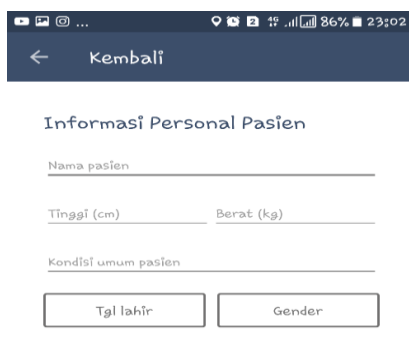 ... 86% 23:02
Kembali
Informasi Personal Pasien
Nama pasien
Tinggi (cm) Berat (kg)
Kondisi umum pasien
Tgl lahir Gender